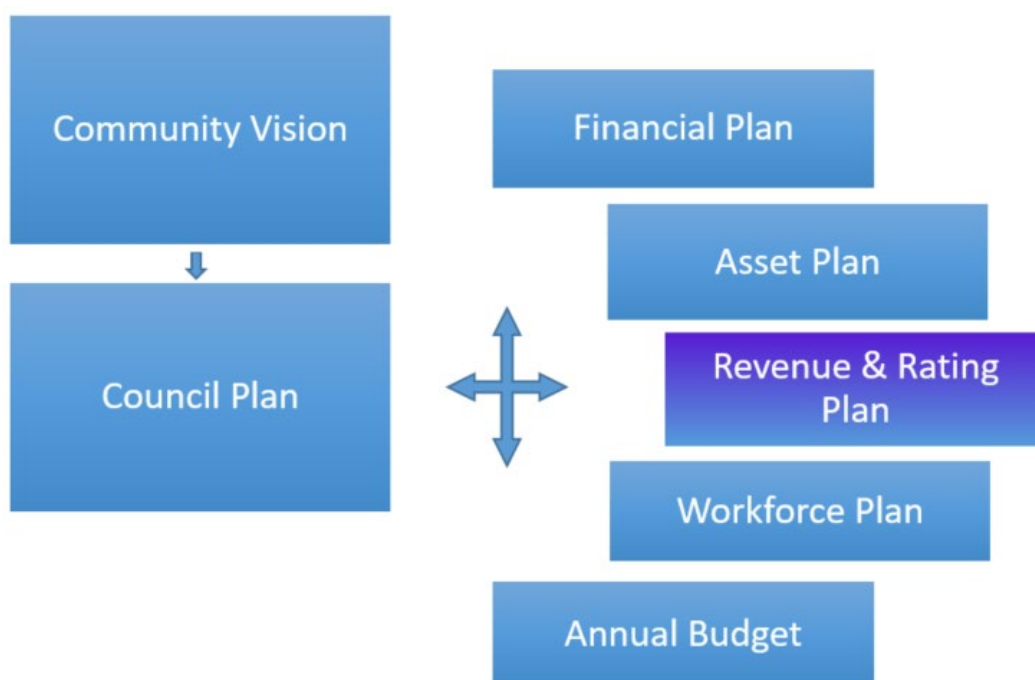 Community Vision
Council Plan
Financial Plan
Asset Plan
Revenue & Rating
Plan
Workforce Plan
Annual Budget